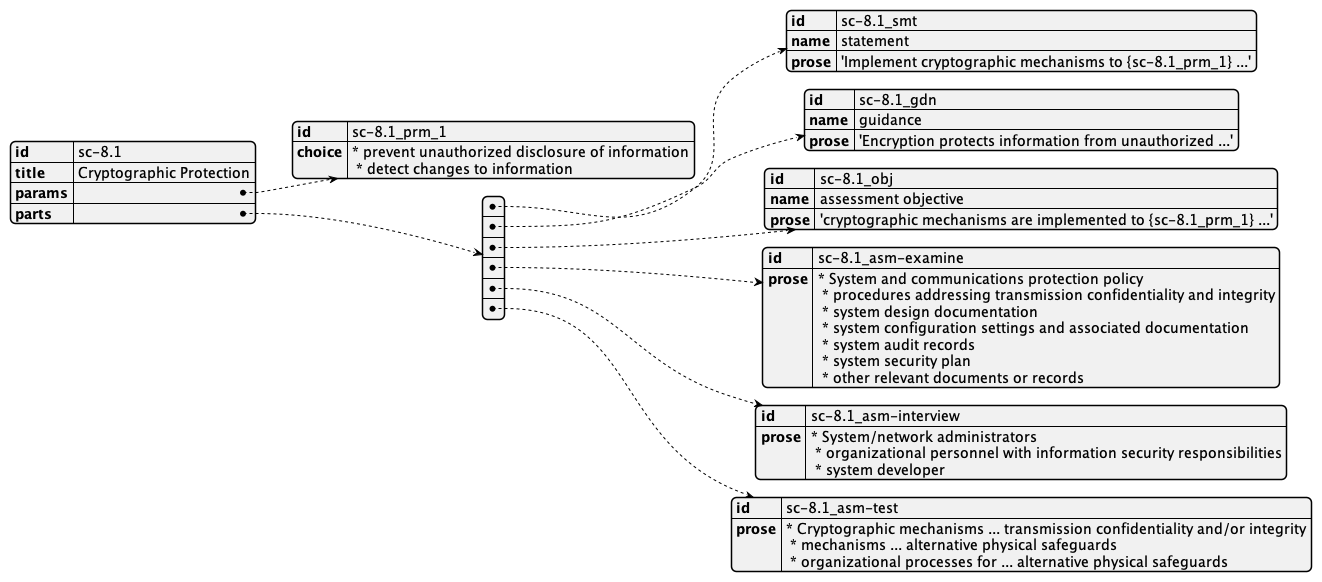 id sc-8.1
title Cryptographic Protection
params
parts
id sc-8.1_prm_1
choice * prevent unauthorized disclosure of information
* detect changes to information
id sc-8.1_smt
name statement
prose 'Implement cryptographic mechanisms to {sc-8.1_prm_1} ...'
id sc-8.1_gdn
name guidance
prose 'Encryption protects information from unauthorized ...'
id sc-8.1_obj
name assessment objective
prose 'cryptographic mechanisms are implemented to {sc-8.1_prm_1} ...'
id sc-8.1_asm-examine
prose * System and communications protection policy
* procedures addressing transmission confidentiality and integrity
* system design documentation
* system configuration settings and associated documentation
* system audit records
* system security plan
* other relevant documents or records
id sc-8.1_asm-interview
prose * System/network administrators
* organizational personnel with information security responsibilities
* system developer
id sc-8.1_asm-test
prose * Cryptographic mechanisms ... transmission confidentiality and/or integrity
* mechanisms ... alternative physical safeguards
* organizational processes for ... alternative physical safeguards